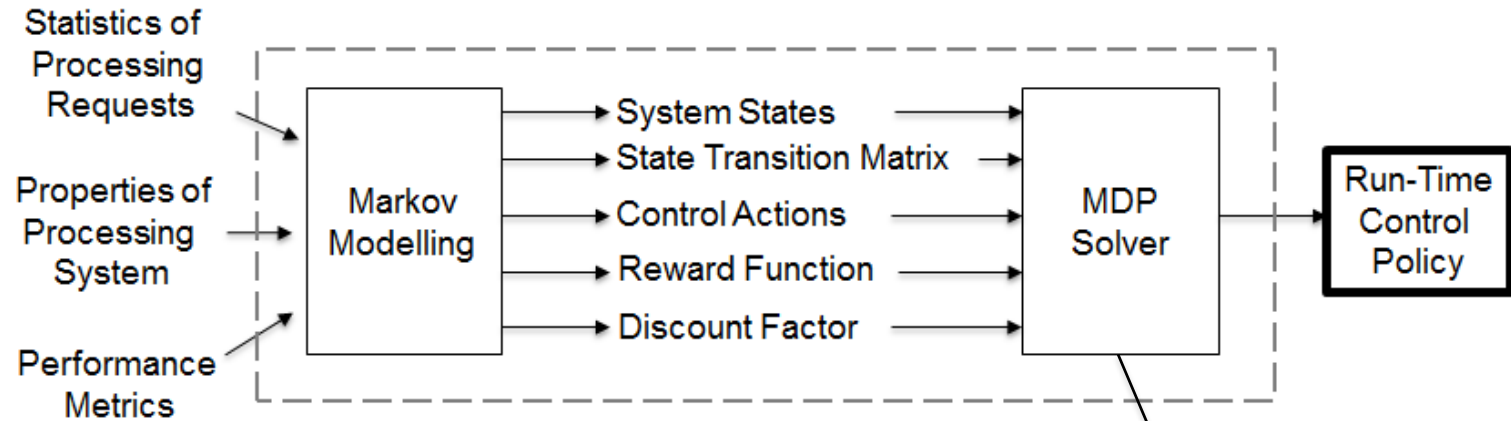 Statistics of
Processing
Requests
Properties of
Processing
System
Performance
Metrics
Markov
Modelling
System States
State Transition Matrix
Control Actions
Reward Function
Discount Factor
MDP
Solver
Run-Time
Control
Policy